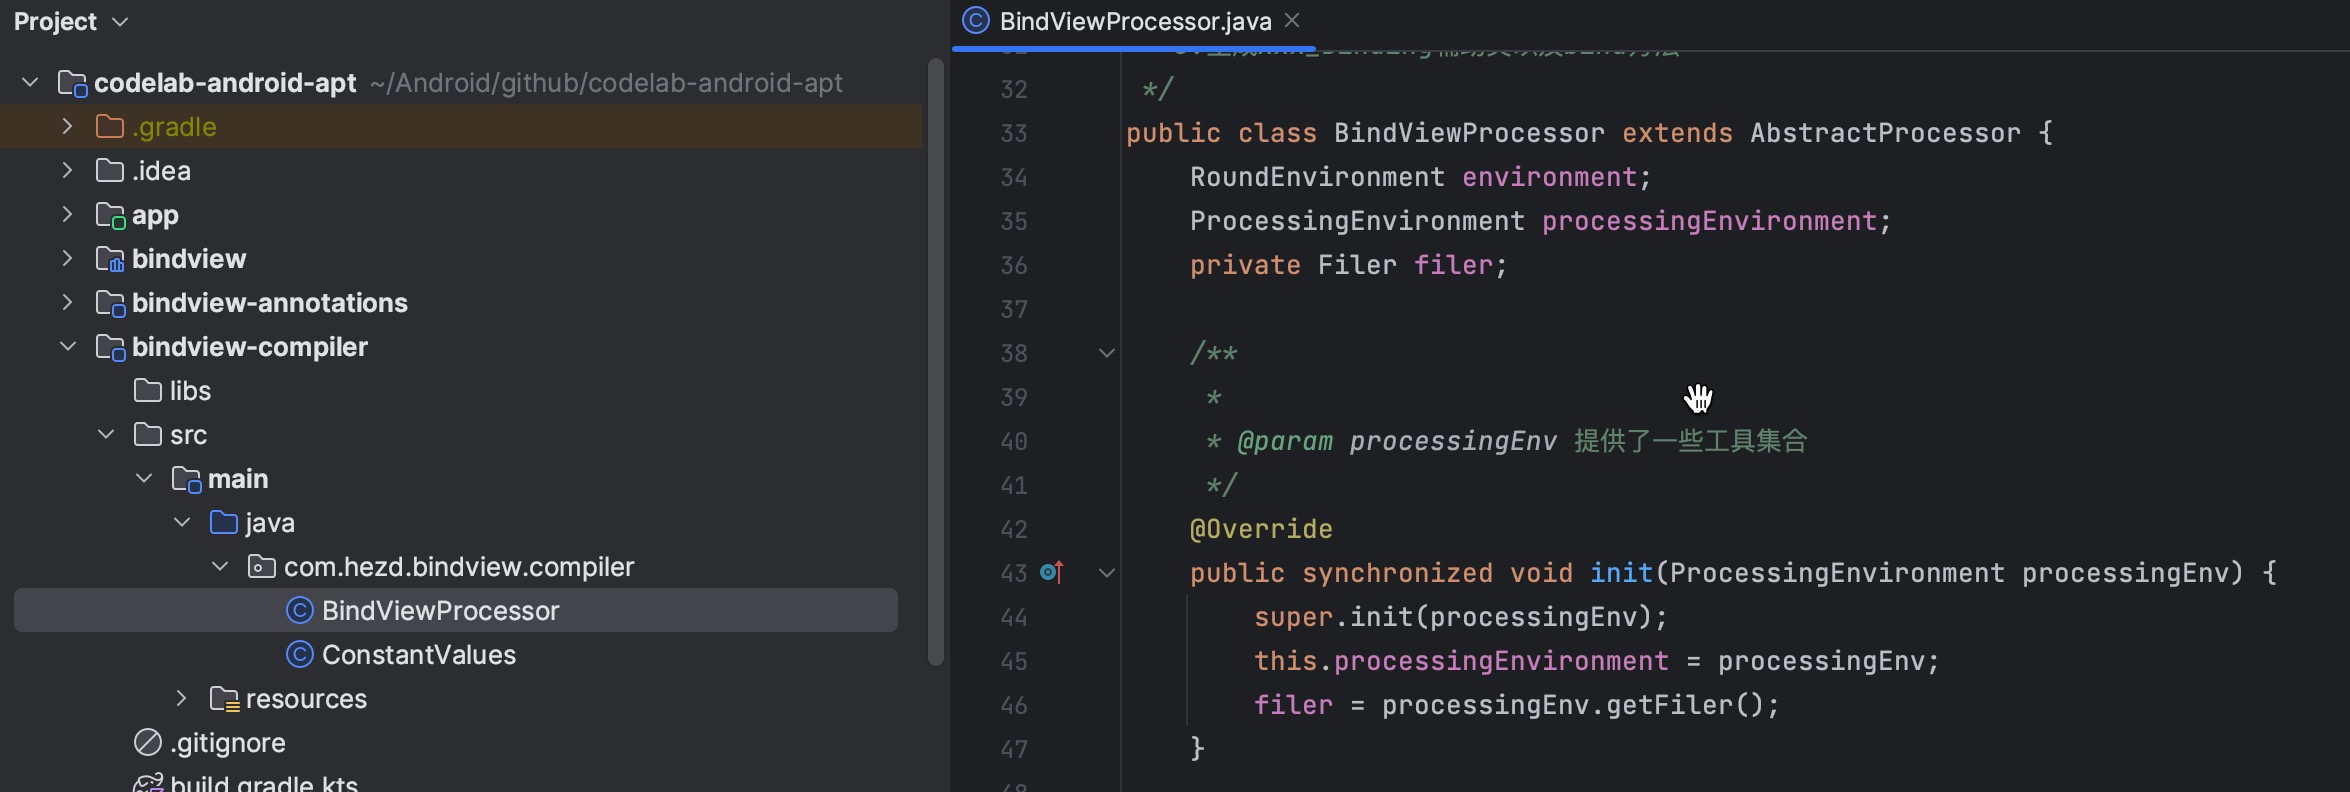 Project
codelab-android-apt ~/Android/github/codelab-android-apt
.gradle
.idea
app
bindview
bindview-annotations
bindview-compiler
libs
src
main
java
com.hezd.bindview.compiler
BindViewProcessor
ConstantValues
resources
.gitignore
build.gradle.kts
BindViewProcessor.java
32 */
33 public class BindViewProcessor extends AbstractProcessor {
34 RoundEnvironment environment;
35 ProcessingEnvironment processingEnvironment;
36 private Filer filer;
37
38 /**
39 *
40 * @param processingEnv 提供了一些工具集合
41 */
42 @Override
43 public synchronized void init(ProcessingEnvironment processingEnv) {
44 super.init(processingEnv);
45 this.processingEnvironment = processingEnv;
46 filer = processingEnv.getFiler();
47 }
48